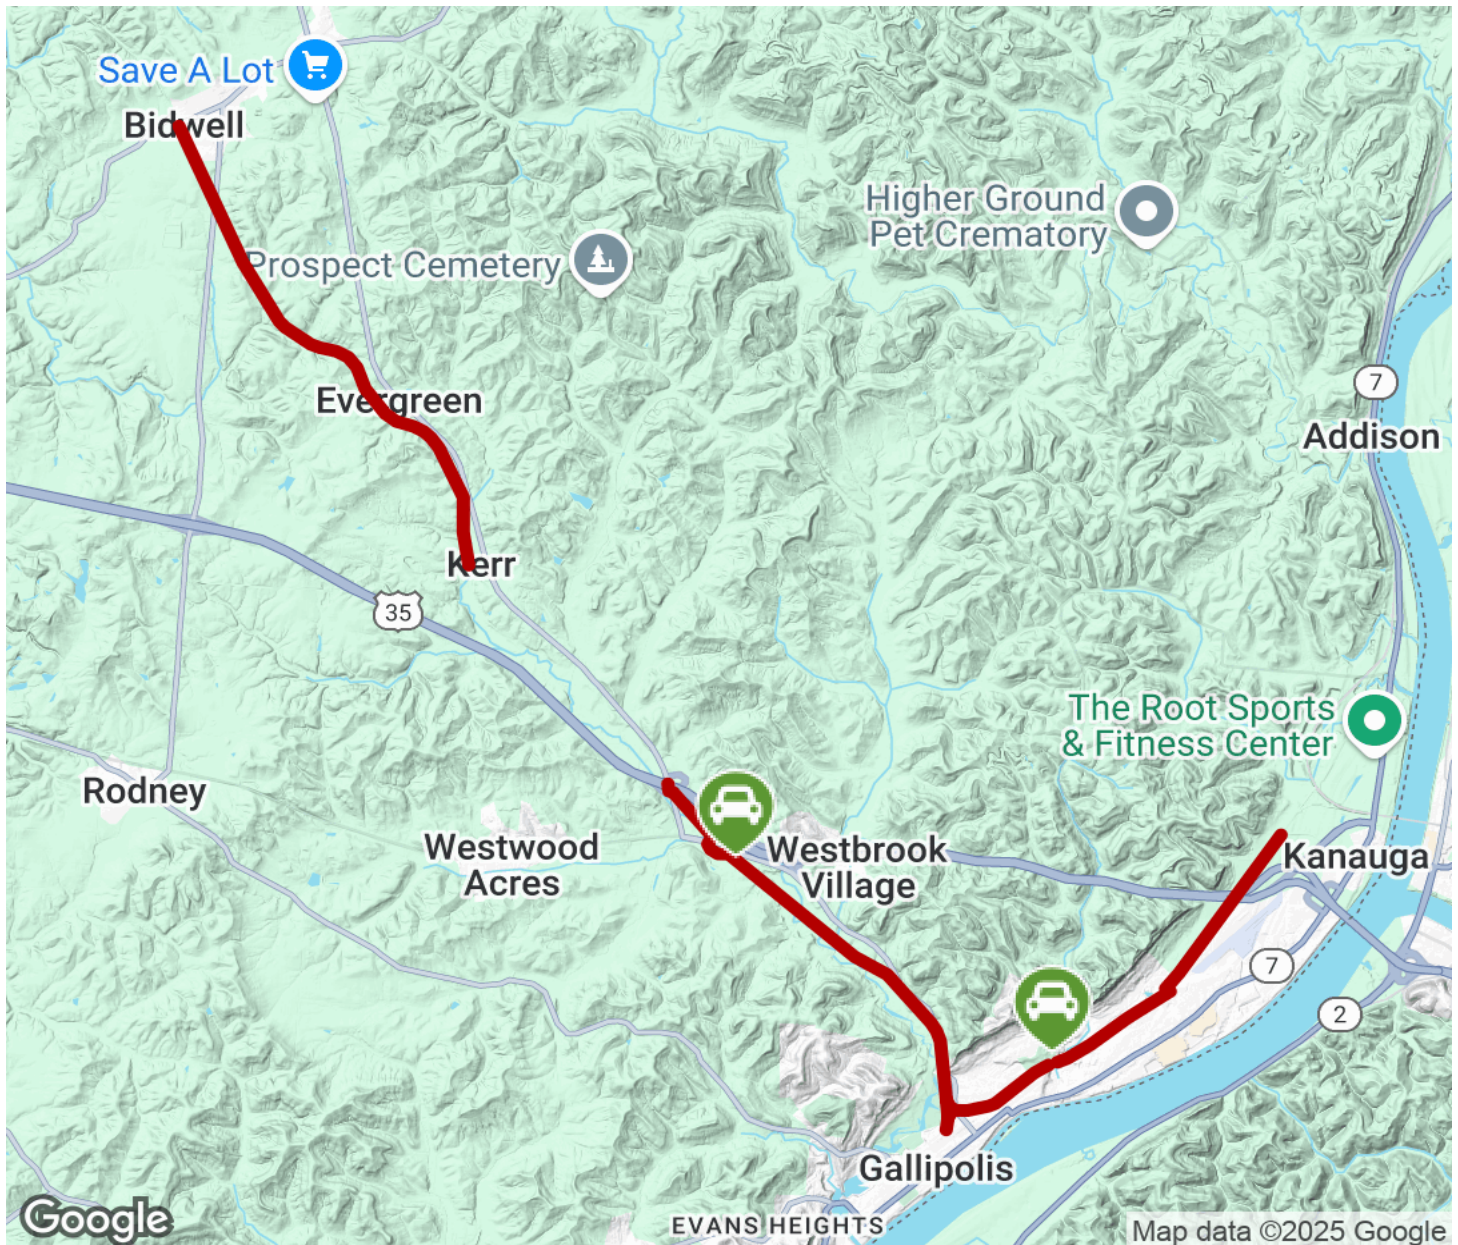 Save A Lot
Bidwell
Higher Ground
Pet Crematory
Prospect Cemetery
7
Evergreen
Addison
Kerr
35
The Root Sports
& Fitness Center
Rodney
Westwood
Acres
Westbrook
Village
Kanauga
7
2
Gallipolis
EVANS HEIGHTS
Google
Map data ©2025 Google